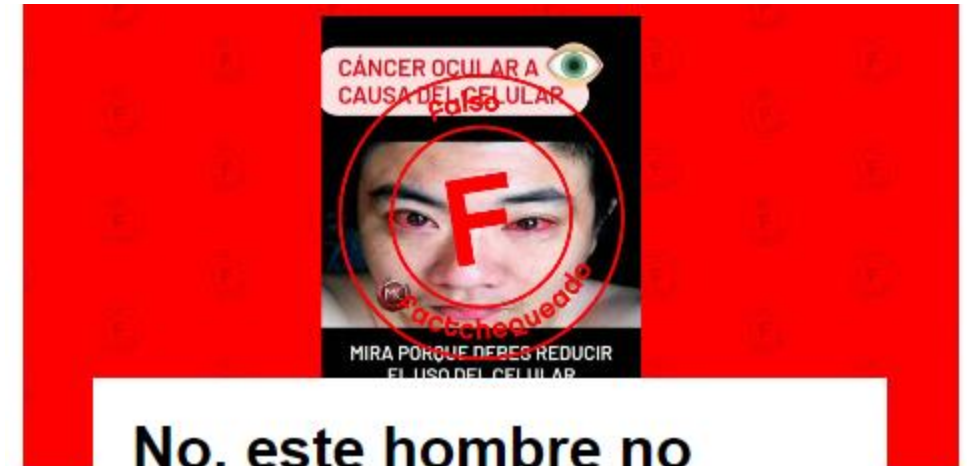 CÁNCER OCULAR A
CAUSA DEL CELULAR
Falso
F
MK
Factchequeado
MIRA PORQUE DEBES REDUCIR
EL USO DEL CELULAR
No, este hombre no